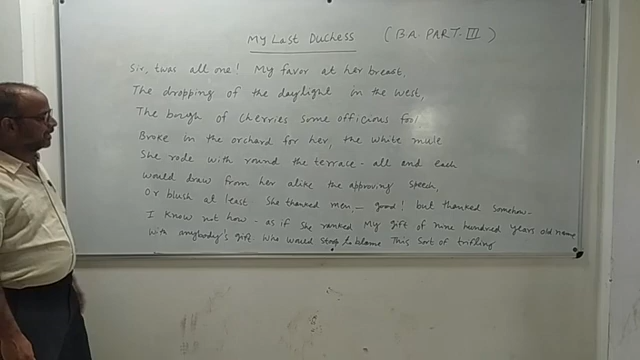 My Last Duchess (B.A. PART-III)
Sir, twas all one! My favor at her breast,
The dropping of the daylight in the west,
The bough of cherries some officious fool
Broke in the orchard for her, the white mule
She rode with round the terrace - all and each
would draw from her alike the approving speech,
Or blush at least. She thanked men, - good! but thanked somehow-
I know not how - as if she ranked My gift of nine hundred years old name
With anybody's gift who would stoop to blame This sort of trifling